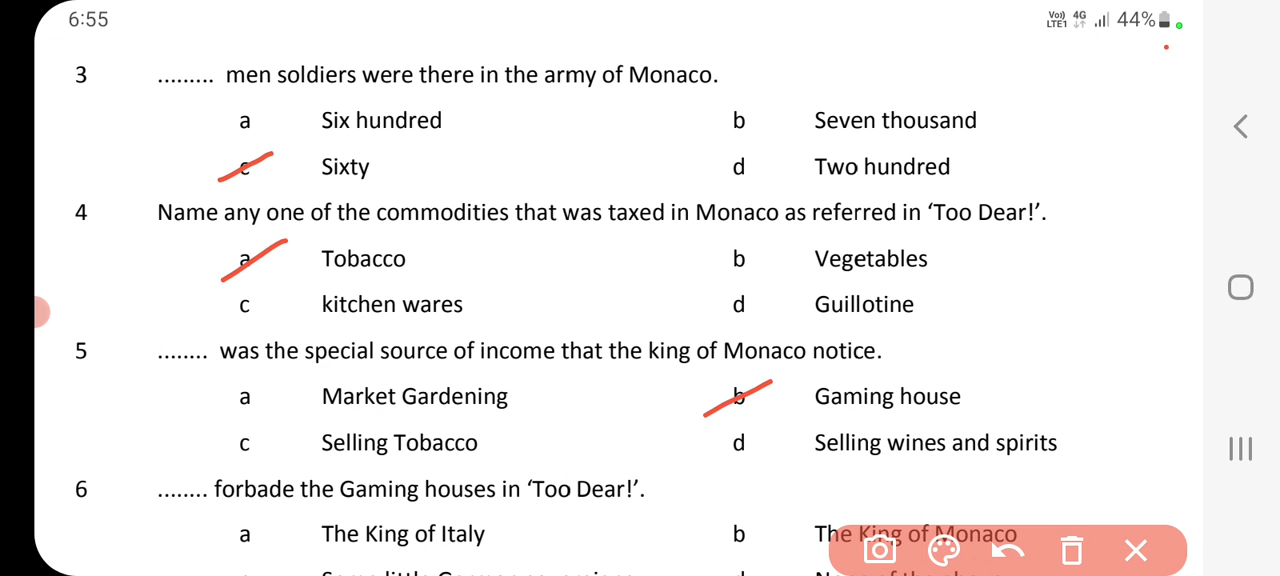 6:55 Vo)) LTE1 4G 44%
3 ......... men soldiers were there in the army of Monaco.
a Six hundred b Seven thousand
c Sixty d Two hundred
4 Name any one of the commodities that was taxed in Monaco as referred in ‘Too Dear!’.
a Tobacco b Vegetables
c kitchen wares d Guillotine
5 ........ was the special source of income that the king of Monaco notice.
a Market Gardening b Gaming house
c Selling Tobacco d Selling wines and spirits
6 ........ forbade the Gaming houses in ‘Too Dear!’.
a The King of Italy b The King of Monaco